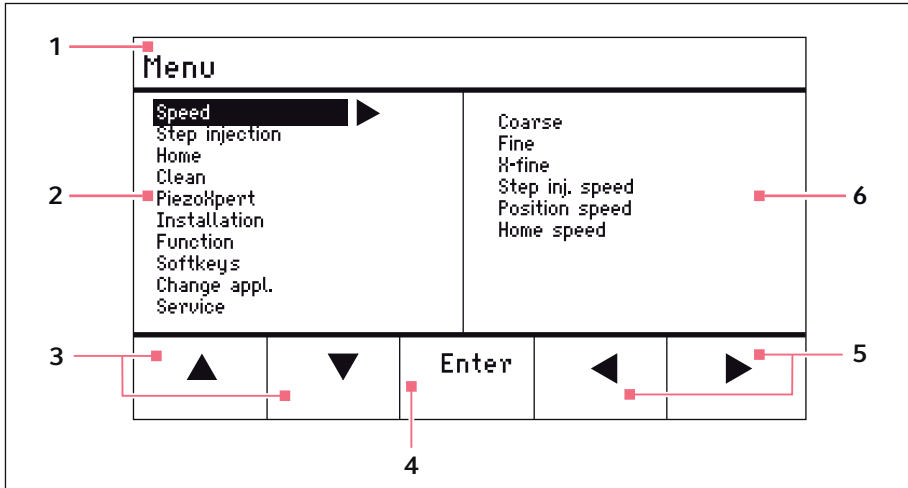 1
Menu
Speed
Step injection
Home
Clean
PiezoXpert
Installation
Function
Softkeys
Change appl.
Service
2
Coarse
Fine
X-fine
Step inj. speed
Position speed
Home speed
6
3
Enter
5
4